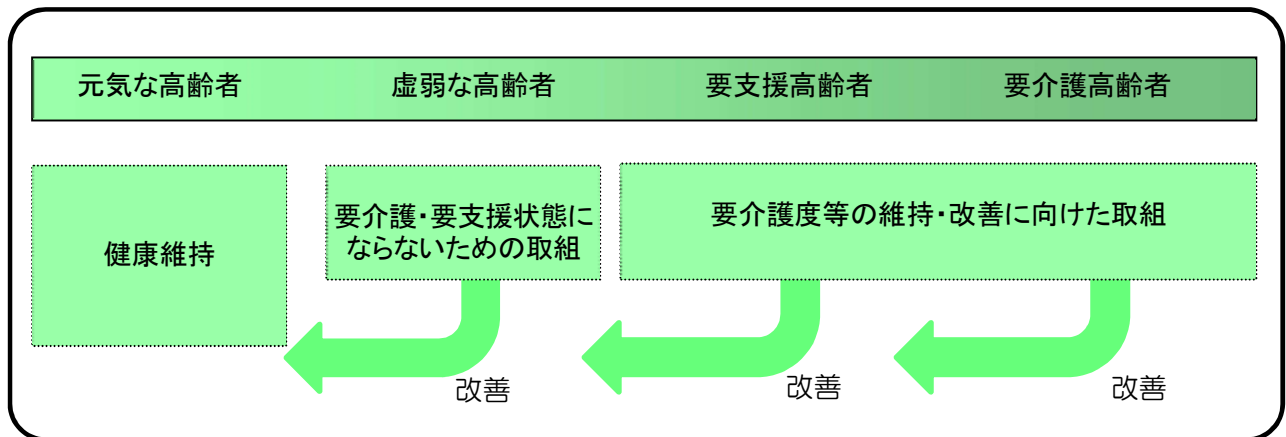 元気な高齢者
虚弱な高齢者
要支援高齢者
要介護高齢者
健康維持
要介護・要支援状態に
ならないための取組
要介護度等の維持・改善に向けた取組
改善
改善
改善